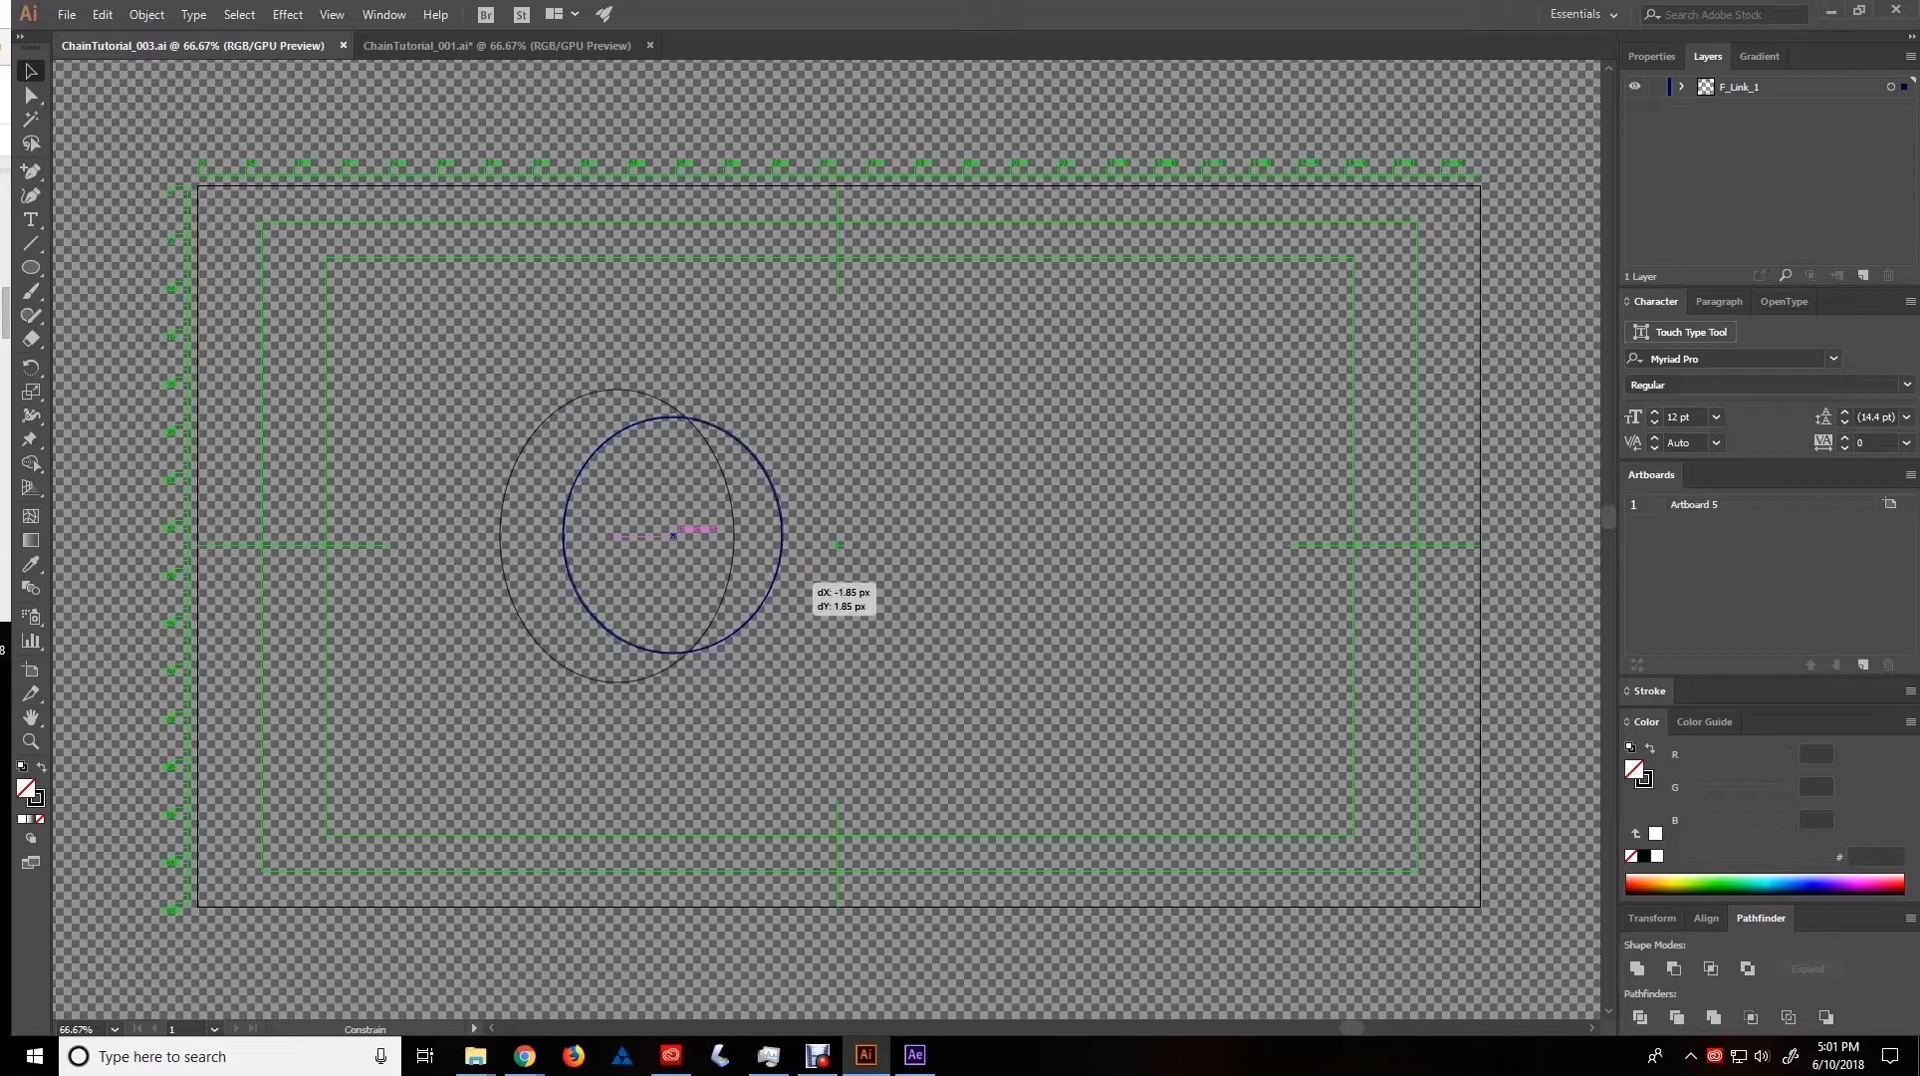 Ai File Edit Object Type Select Effect View Window Help Br St Essentials Search Adobe Stock
ChainTutorial_003.ai @ 66.67% (RGB/GPU Preview) ChainTutorial_001.ai* @ 66.67% (RGB/GPU Preview)
Properties Layers Gradient
F_Link_1
1 Layer
Character Paragraph OpenType
Touch Type Tool
Myriad Pro
Regular
12 pt (14.4 pt)
Auto 0
Artboards
1 Artboard 5
dX: -1.85 px
dY: 1.85 px
Stroke
Color Color Guide
R
G
B
#
Transform Align Pathfinder
Shape Modes:
Expand
Pathfinders:
66.67% 1 Constrain
Type here to search
Ai Ae
5:01 PM
6/10/2018